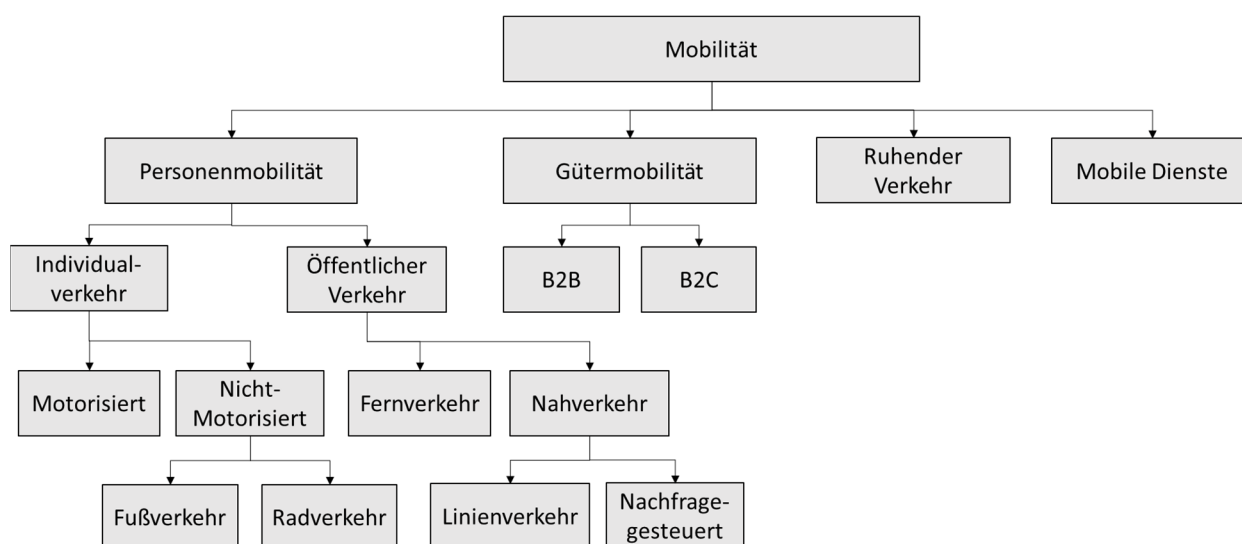 Mobilität
Personenmobilität
Gütermobilität
Ruhender
Verkehr
Mobile Dienste
Individual-
verkehr
Öffentlicher
Verkehr
B2B
B2C
Motorisiert
Nicht-
Motorisiert
Fernverkehr
Nahverkehr
Fußverkehr
Radverkehr
Linienverkehr
Nachfrage-
gesteuert